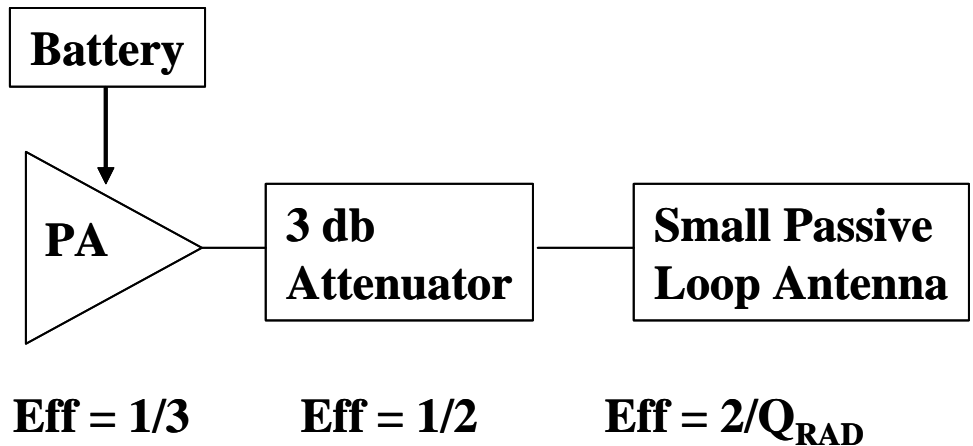 Battery
PA
3 db
Attenuator
Small Passive
Loop Antenna
Eff = 1/3
Eff = 1/2
Eff = 2/Q_RAD